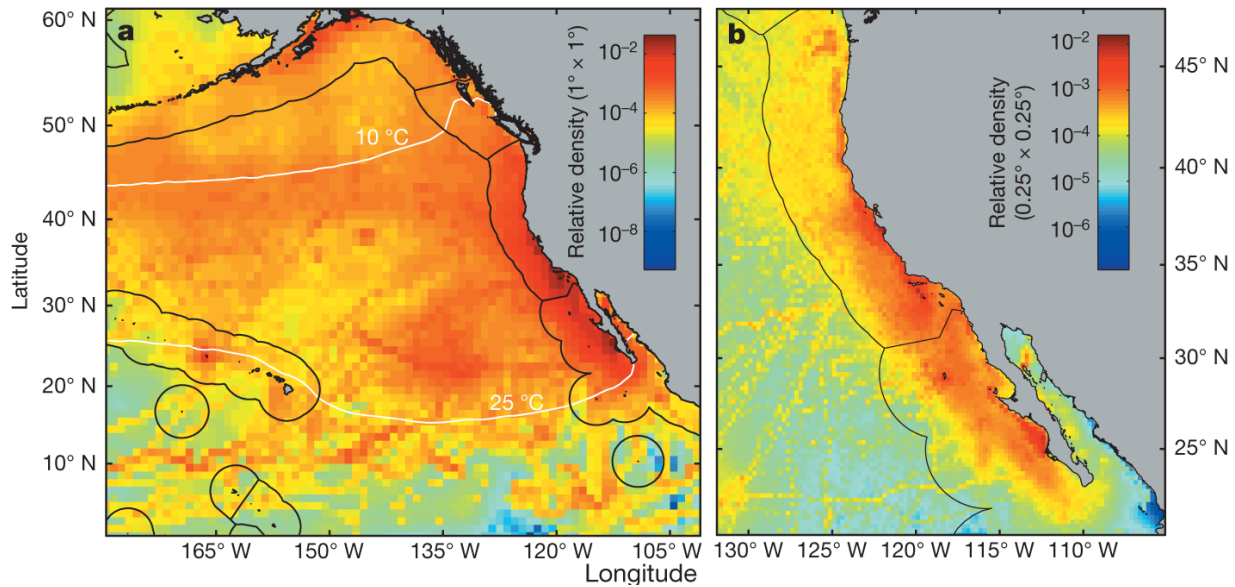 a
60° N
50° N
40° N
30° N
20° N
10° N
Latitude
10 °C
25 °C
Relative density (1° × 1°)
10⁻²
10⁻⁴
10⁻⁶
10⁻⁸
165° W
150° W
135° W
120° W
105° W
Longitude
b
Relative density
(0.25° × 0.25°)
10⁻²
10⁻³
10⁻⁴
10⁻⁵
10⁻⁶
45° N
40° N
35° N
30° N
25° N
130° W
125° W
120° W
115° W
110° W